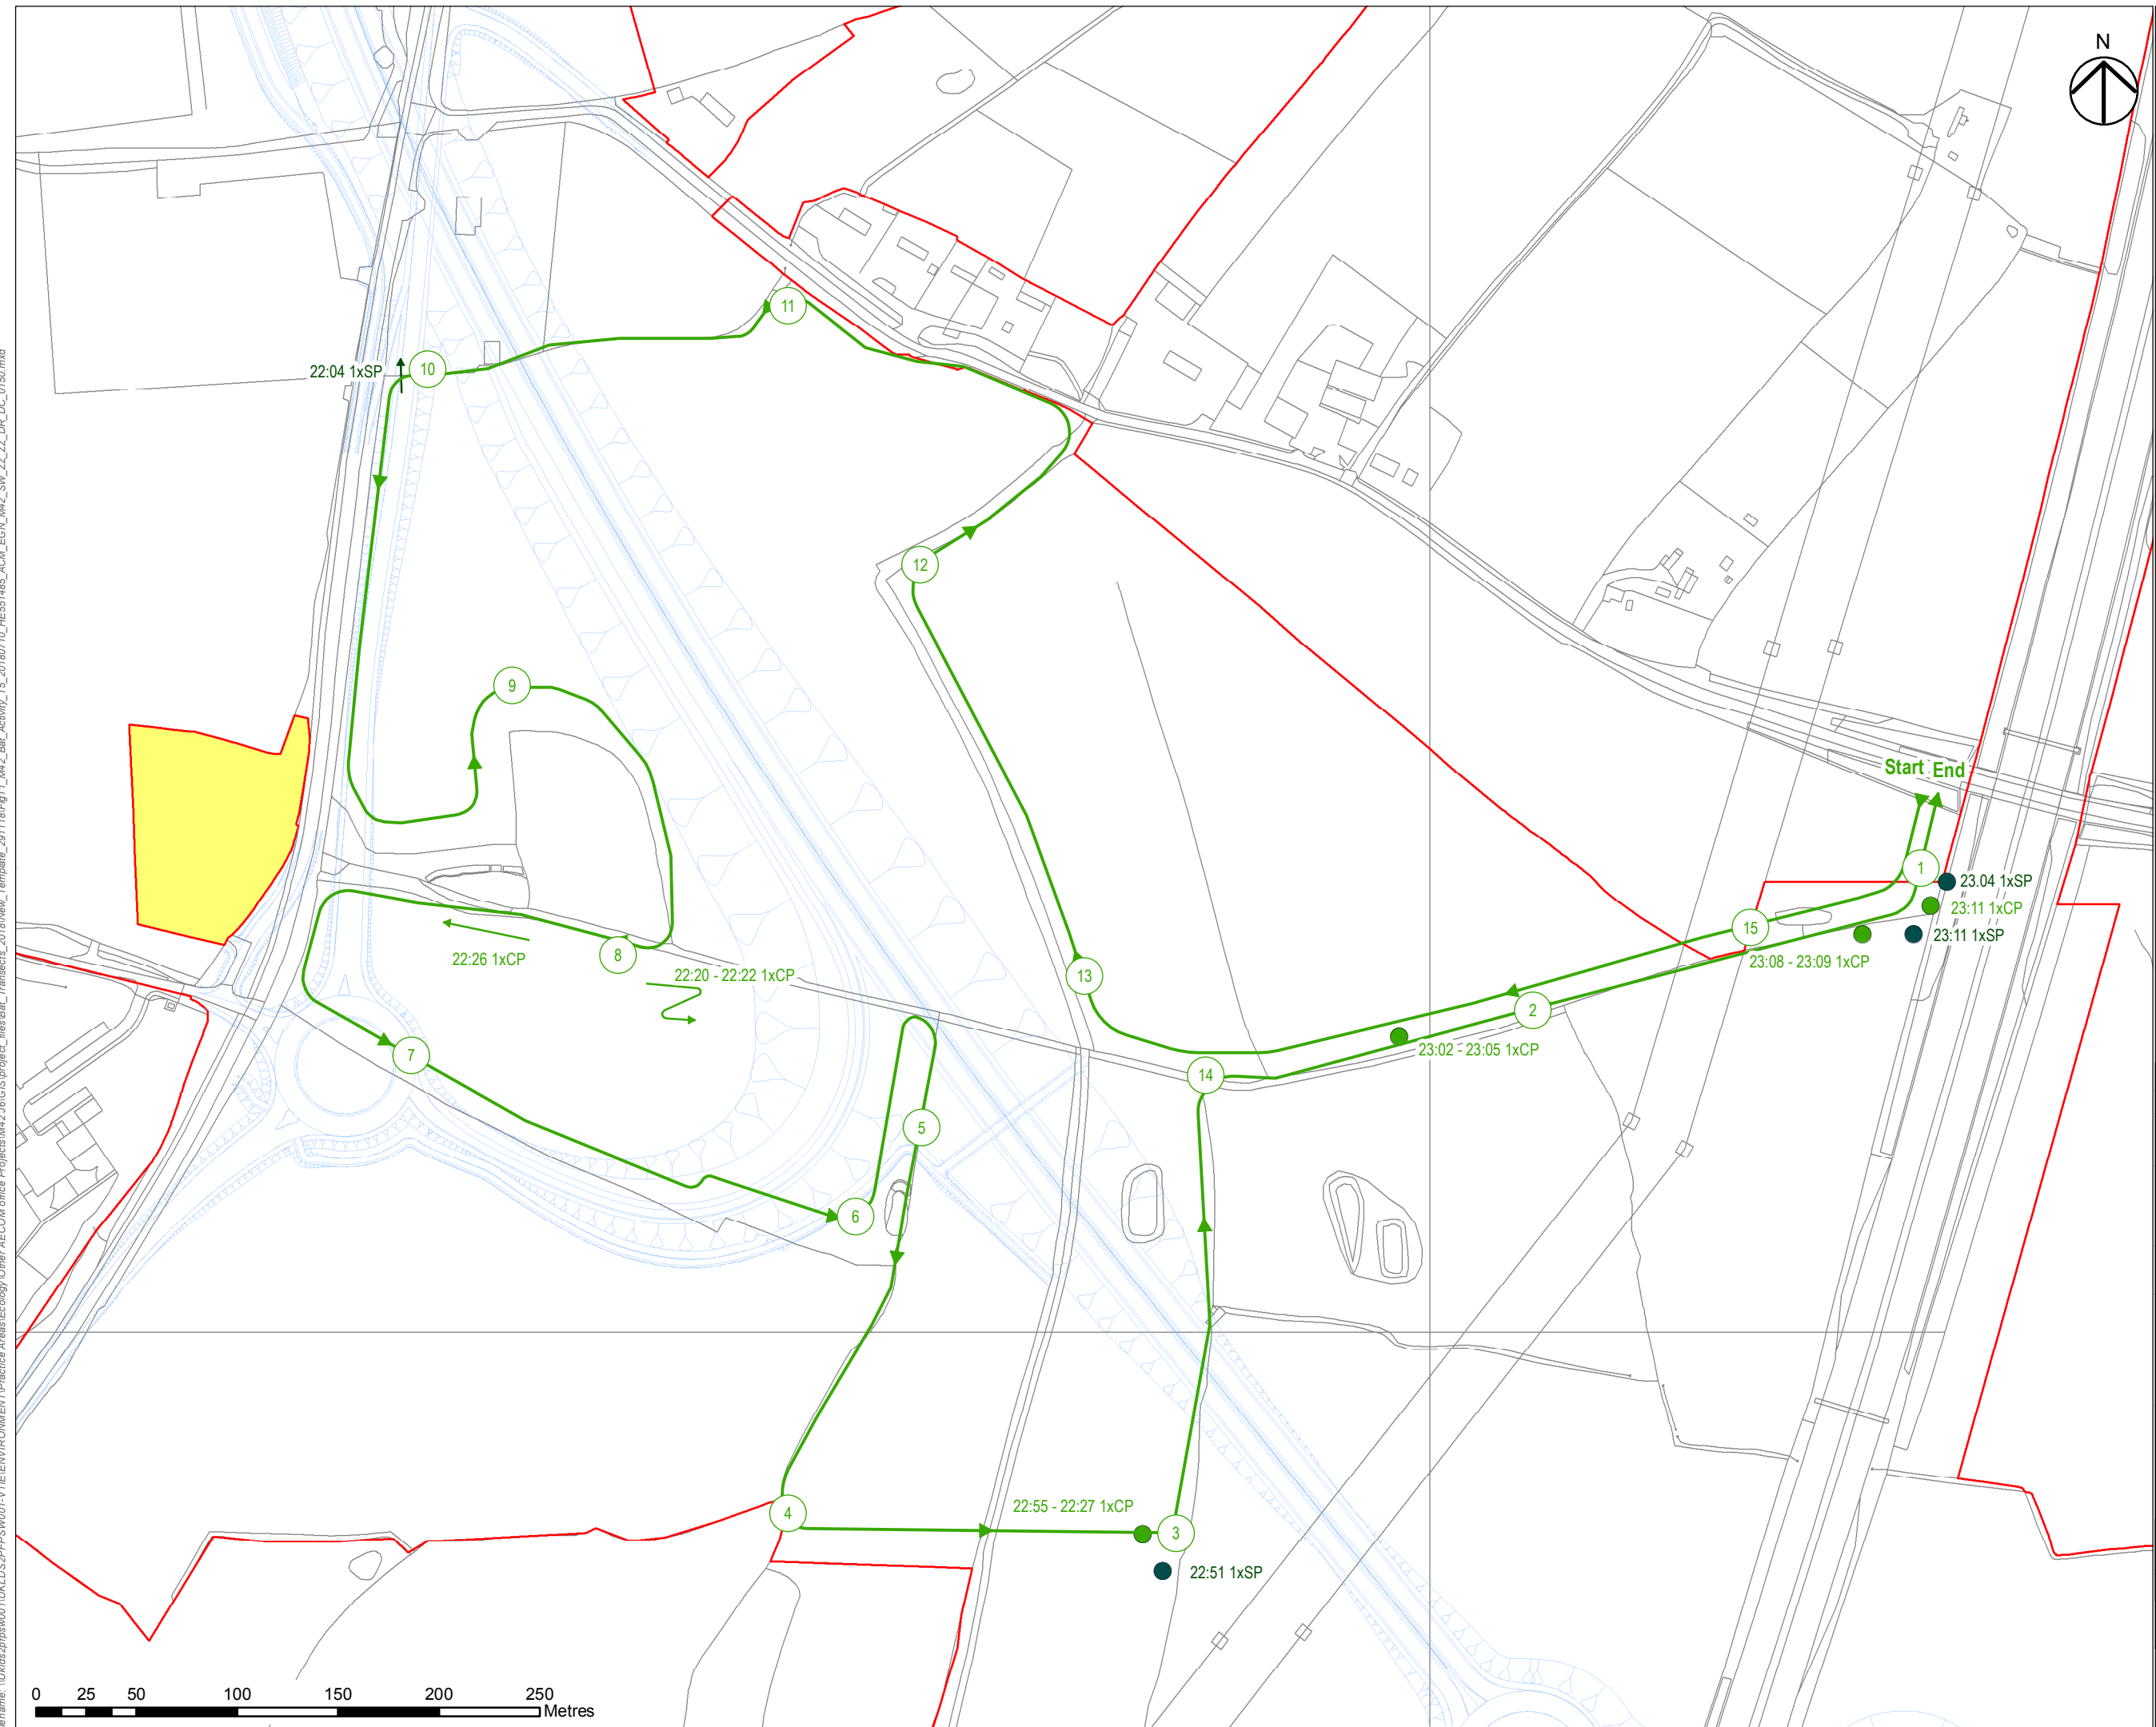 N
11
22:04 1xSP
10
12
9
Start End
1
23.04 1xSP
23:11 1xCP
15
23:11 1xSP
8
22:26 1xCP
23:08 - 23:09 1xCP
22:20 - 22:22 1xCP
13
2
23:02 - 23:05 1xCP
7
14
5
6
22:55 - 22:27 1xCP
4
3
22:51 1xSP
0 25 50 100 150 200 250
Metres